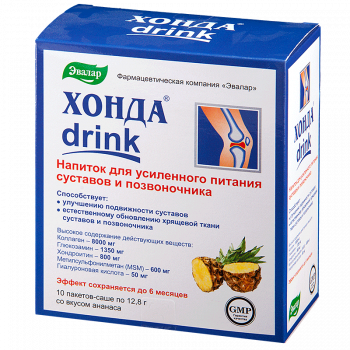 Эвалар
Фармацевтическая компания "Эвалар"
ХОНДА®
drink
Напиток для усиленного питания
суставов и позвоночника
Способствует:
• улучшению подвижности суставов
• естественному обновлению хрящевой ткани
суставов и позвоночника
Высокое содержание действующих веществ:
Коллаген – 8000 мг
Глюкозамин – 1350 мг
Хондроитин – 800 мг
Метилсульфонилметан (MSM) – 600 мг
Гиалуроновая кислота – 50 мг
Эффект сохраняется до 6 месяцев
10 пакетов-саше по 12,8 г
со вкусом ананаса
GMP
ХОНДА drink